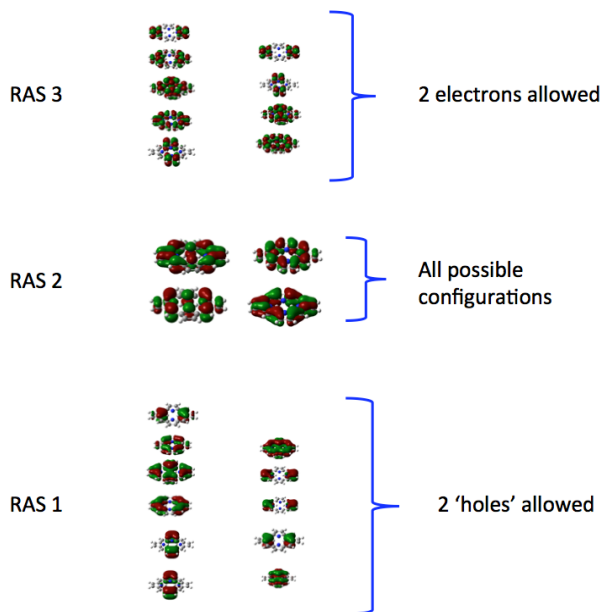 RAS 3
2 electrons allowed
RAS 2
All possible
configurations
RAS 1
2 ‘holes’ allowed